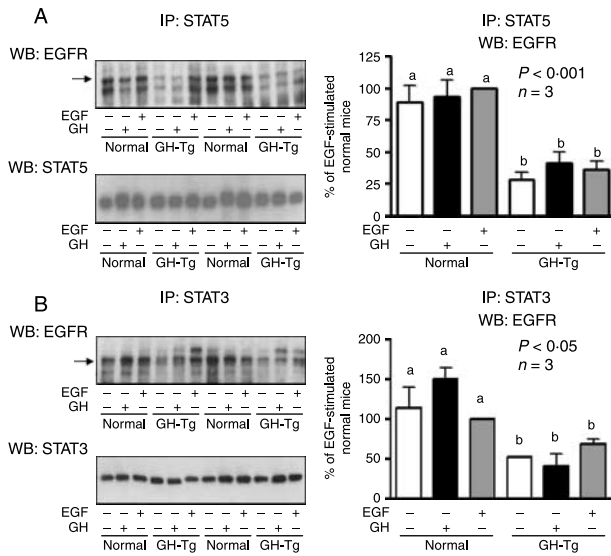 A
IP: STAT5
WB: EGFR
EGF – – + – – + – – + – – +
GH – + – – + – – + – – + –
Normal GH-Tg Normal GH-Tg
WB: STAT5
EGF – – + – – + – – + – – +
GH – + – – + – – + – – + –
Normal GH-Tg Normal GH-Tg
IP: STAT5
WB: EGFR
% of EGF-stimulated
normal mice
125
100
75
50
25
0
a a a
b b b
P < 0·001
n = 3
EGF – – + – – +
GH – + – – + –
Normal GH-Tg
B
IP: STAT3
WB: EGFR
EGF – – + – – + – – + – – +
GH – + – – + – – + – – + –
Normal GH-Tg Normal GH-Tg
WB: STAT3
EGF – – + – – + – – + – – +
GH – + – – + – – + – – + –
Normal GH-Tg Normal GH-Tg
IP: STAT3
WB: EGFR
% of EGF-stimulated
normal mice
200
150
100
50
0
a a a
b b b
P < 0·05
n = 3
EGF – – + – – +
GH – + – – + –
Normal GH-Tg